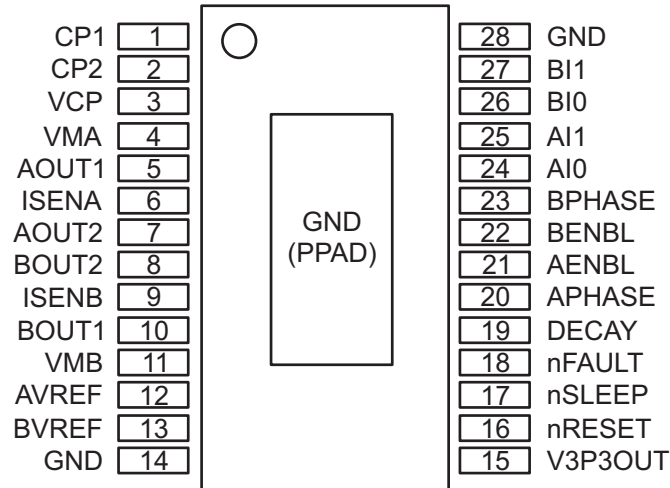 CP1 1 28 GND
CP2 2 27 BI1
VCP 3 26 BI0
VMA 4 25 AI1
AOUT1 5 24 AI0
ISENA 6 23 BPHASE
AOUT2 7 22 BENBL
BOUT2 8 21 AENBL
ISENB 9 20 APHASE
BOUT1 10 19 DECAY
VMB 11 18 nFAULT
AVREF 12 17 nSLEEP
BVREF 13 16 nRESET
GND 14 15 V3P3OUT
GND
(PPAD)